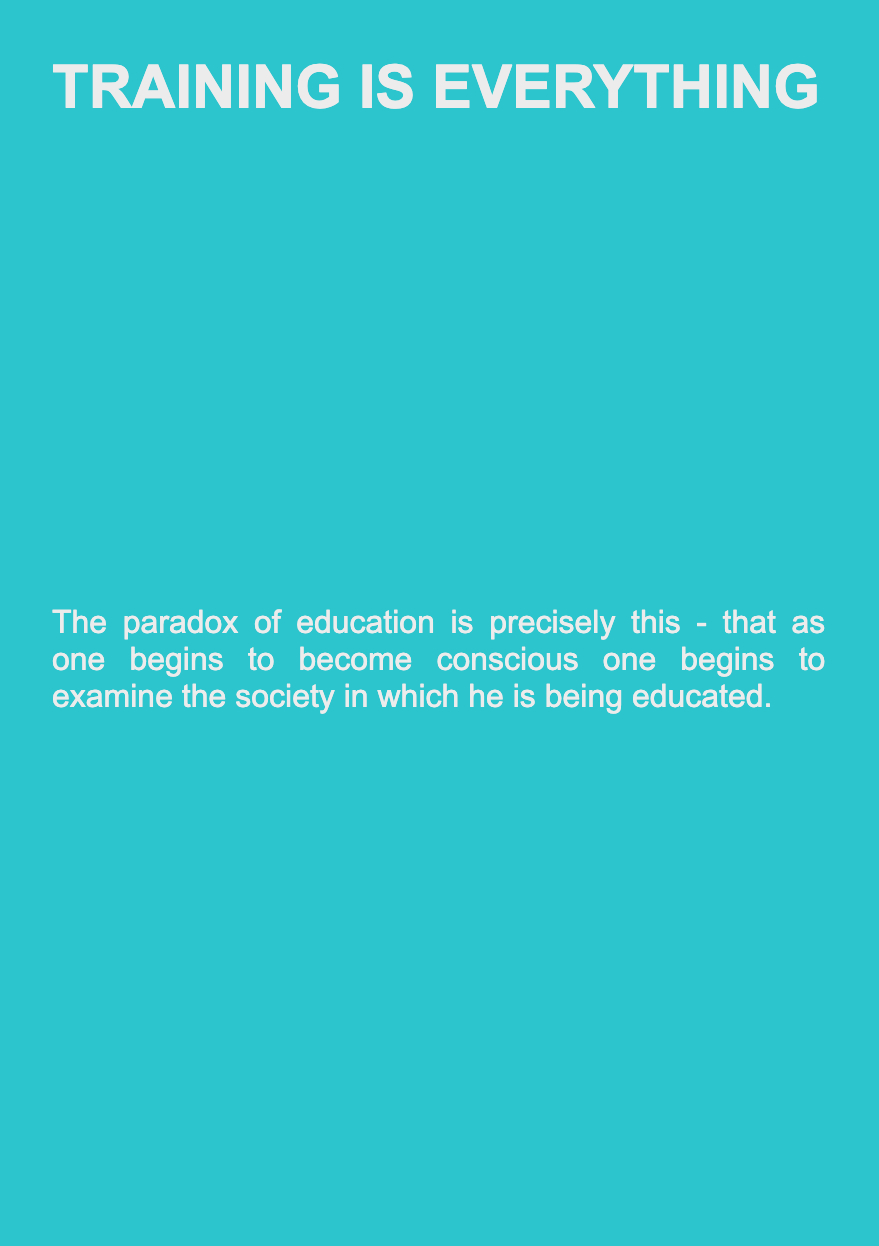 TRAINING IS EVERYTHING
The paradox of education is precisely this - that as
one begins to become conscious one begins to
examine the society in which he is being educated.